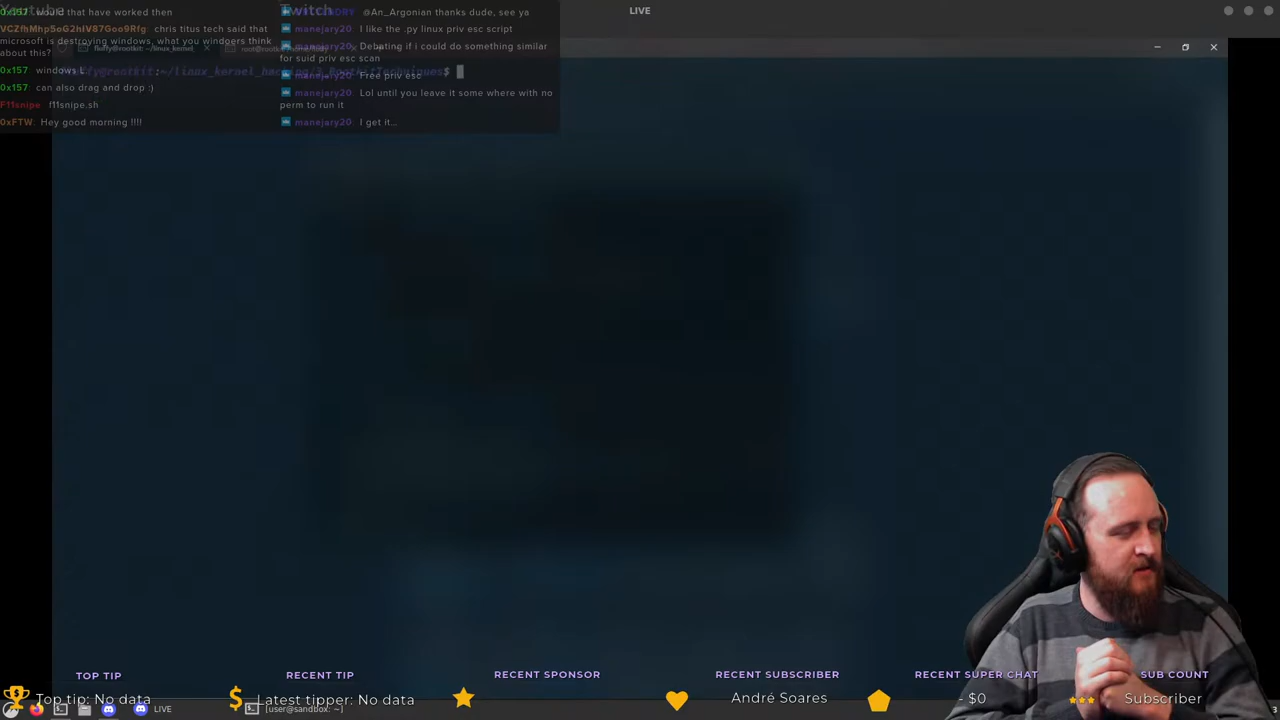 Youtube
Twitch
LIVE
0x157: would that have worked then
VCZfhMhp5oG2hIV87Goo9Rfg: chris titus tech said that
microsoft is destroying windows, what you windoers think
about this?
0x157: windows L
0x157: can also drag and drop :)
F11snipe: f11snipe.sh
0xFTW: Hey good morning !!!!
@An_Argonian thanks dude, see ya
manejary20: I like the .py linux priv esc script
manejary20: Debating if i could do something similar
for suid priv esc scan
manejary20: Free priv esc
manejary20: Lol until you leave it some where with no
perm to run it
manejary20: I get it...
TOP TIP
Top tip: No data
RECENT TIP
Latest tipper: No data
RECENT SPONSOR
RECENT SUBSCRIBER
André Soares
RECENT SUPER CHAT
- $0
SUB COUNT
Subscriber
LIVE
[user@sandbox: ~]